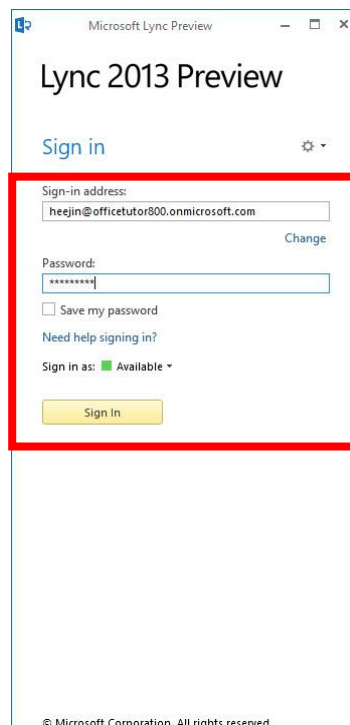 Microsoft Lync Preview
Lync 2013 Preview
Sign in
Sign-in address:
heejin@officetutor800.onmicrosoft.com
Change
Password:
*********
Save my password
Need help signing in?
Sign in as: Available
Sign In
© Microsoft Corporation. All rights reserved.